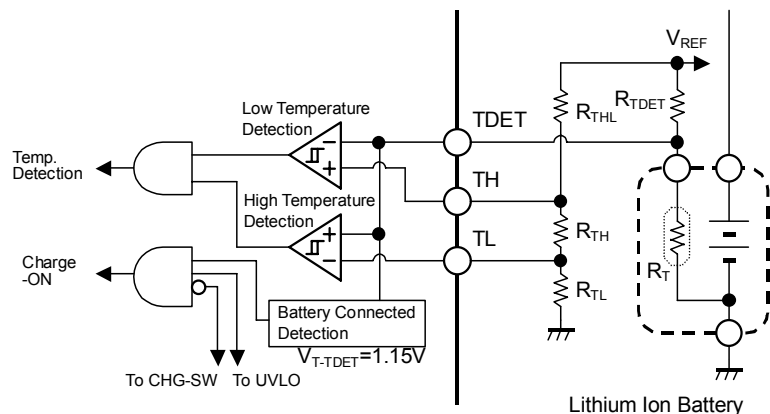 V_REF
R_THL
R_TDET
Low Temperature
Detection
TDET
Temp.
Detection
TH
High Temperature
Detection
TL
R_TH
Charge
-ON
R_T
R_TL
Battery Connected
Detection
V_T-TDET=1.15V
To CHG-SW
To UVLO
Lithium Ion Battery
− 
+
+
−